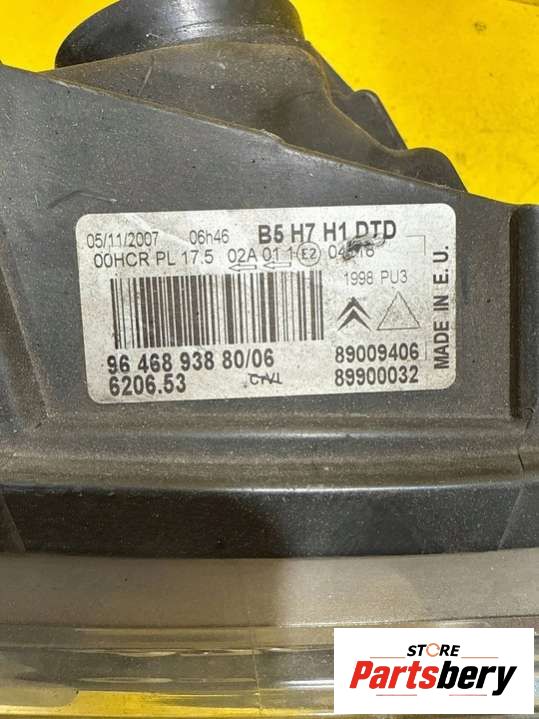 05/11/2007 06h46 B5 H7 H1 DTD
00HCR PL 17.5 02A 01 1 E2
1998 PU3
MADE IN E.U.
96 468 938 80/06 89009406
6206.53 89900032
STORE
Partsbery